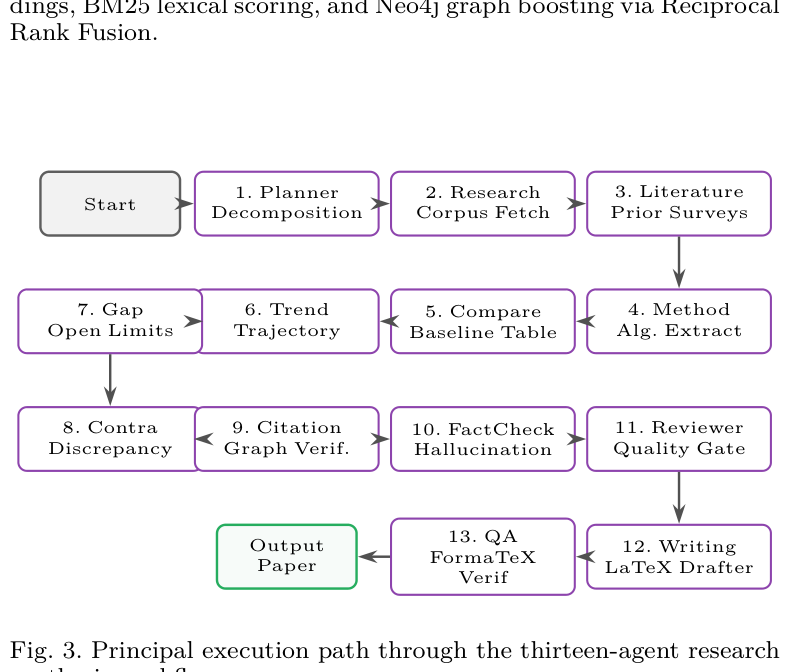 dings, BM25 lexical scoring, and Neo4j graph boosting via Reciprocal
Rank Fusion.
Start
1. Planner
Decomposition
2. Research
Corpus Fetch
3. Literature
Prior Surveys
7. Gap
Open Limits
6. Trend
Trajectory
5. Compare
Baseline Table
4. Method
Alg. Extract
8. Contra
Discrepancy
9. Citation
Graph Verif.
10. FactCheck
Hallucination
11. Reviewer
Quality Gate
Output
Paper
13. QA
FormaTeX
Verif
12. Writing
LaTeX Drafter
Fig. 3. Principal execution path through the thirteen-agent research